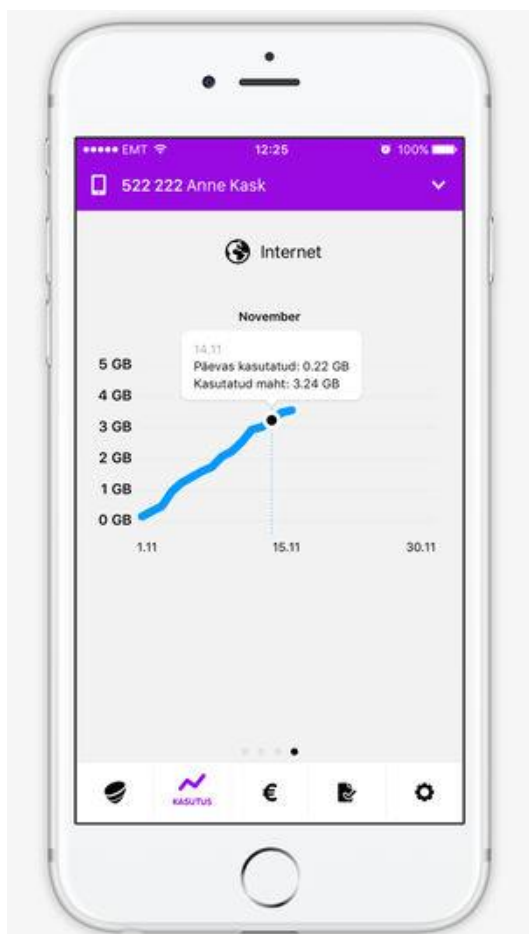 EMT 12:25 100%
522 222 Anne Kask
Internet
November
14.11
Päevas kasutatud: 0.22 GB
Kasutatud maht: 3.24 GB
5 GB
4 GB
3 GB
2 GB
1 GB
0 GB
1.11 15.11 30.11
€
KASUTUS